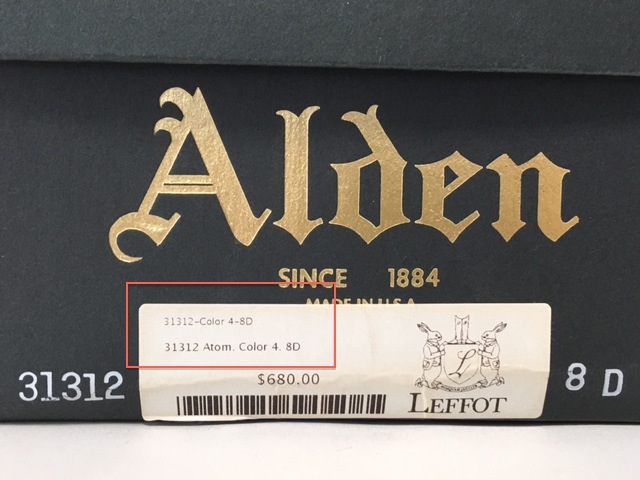 Alden
SINCE 1884
MADE IN U.S.A
31312-Color 4-8D
31312 Atom. Color 4. 8D
$680.00
31312
L
LEFFOT
8 D